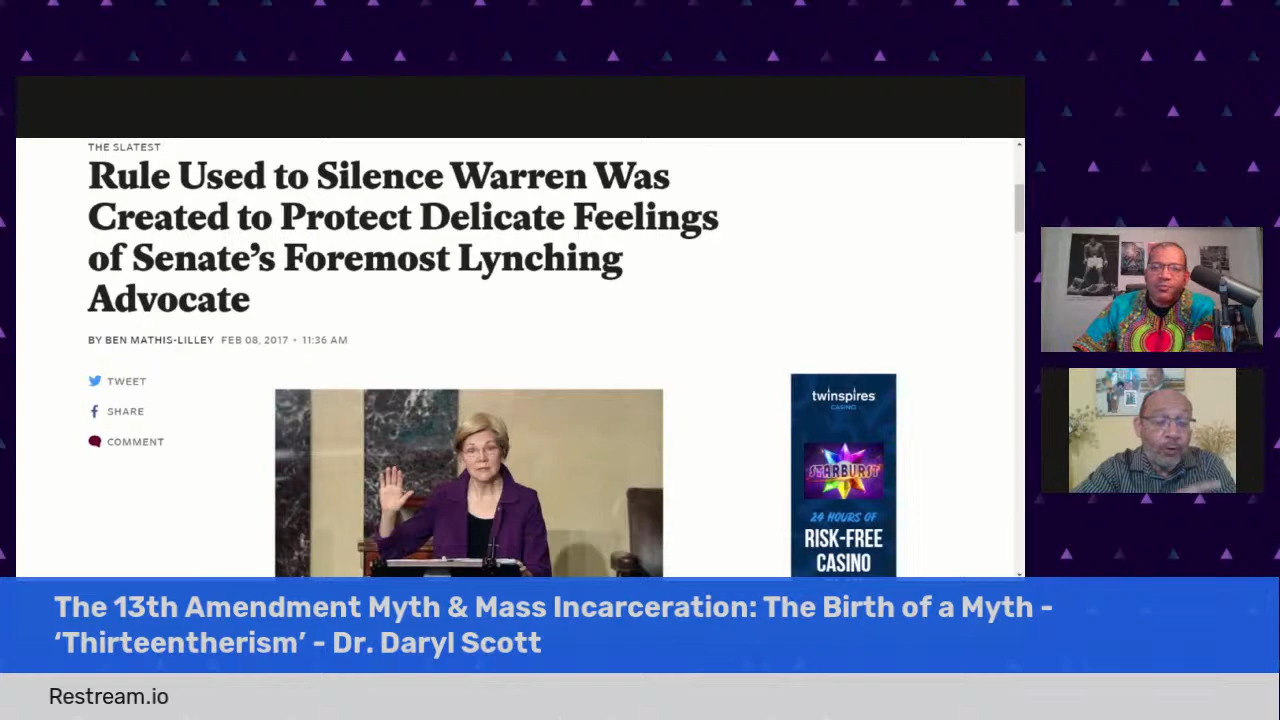 THE SLATEST
Rule Used to Silence Warren Was
Created to Protect Delicate Feelings
of Senate's Foremost Lynching
Advocate
BY BEN MATHIS-LILLEY FEB 08, 2017 • 11:36 AM
TWEET
SHARE
COMMENT
twinspires
CASINO
STARBURST
24 HOURS OF
RISK-FREE
CASINO
The 13th Amendment Myth & Mass Incarceration: The Birth of a Myth -
‘Thirteentherism’ - Dr. Daryl Scott
Restream.io